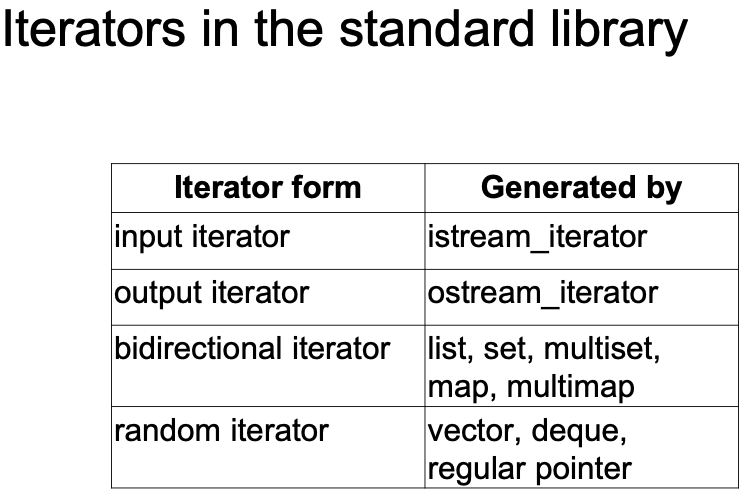 Iterators in the standard library
Iterator form Generated by
input iterator istream_iterator
output iterator ostream_iterator
bidirectional iterator list, set, multiset,
map, multimap
random iterator vector, deque,
regular pointer